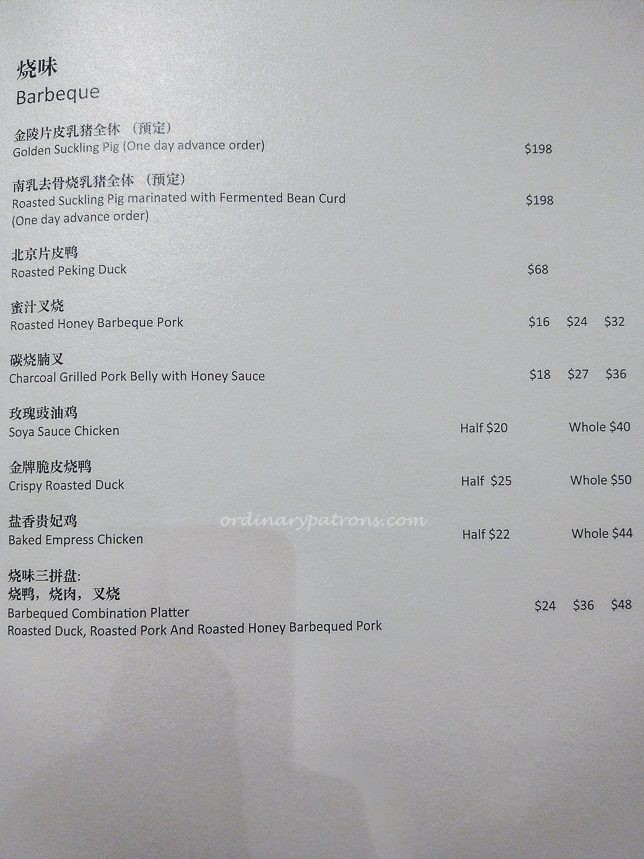 烧味
Barbeque
金陵片皮乳猪全体 （预定）
Golden Suckling Pig (One day advance order) $198
南乳去骨烧乳猪全体 （预定）
Roasted Suckling Pig marinated with Fermented Bean Curd $198
(One day advance order)
北京片皮鸭
Roasted Peking Duck $68
蜜汁叉烧
Roasted Honey Barbeque Pork $16 $24 $32
碳烧腩叉
Charcoal Grilled Pork Belly with Honey Sauce $18 $27 $36
玫瑰豉油鸡
Soya Sauce Chicken Half $20 Whole $40
金牌脆皮烧鸭
Crispy Roasted Duck Half $25 Whole $50
ordinarypatrons.com
盐香贵妃鸡
Baked Empress Chicken Half $22 Whole $44
烧味三拼盘:
烧鸭，烧肉，叉烧
Barbequed Combination Platter $24 $36 $48
Roasted Duck, Roasted Pork And Roasted Honey Barbequed Pork